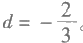 d = −2/3。